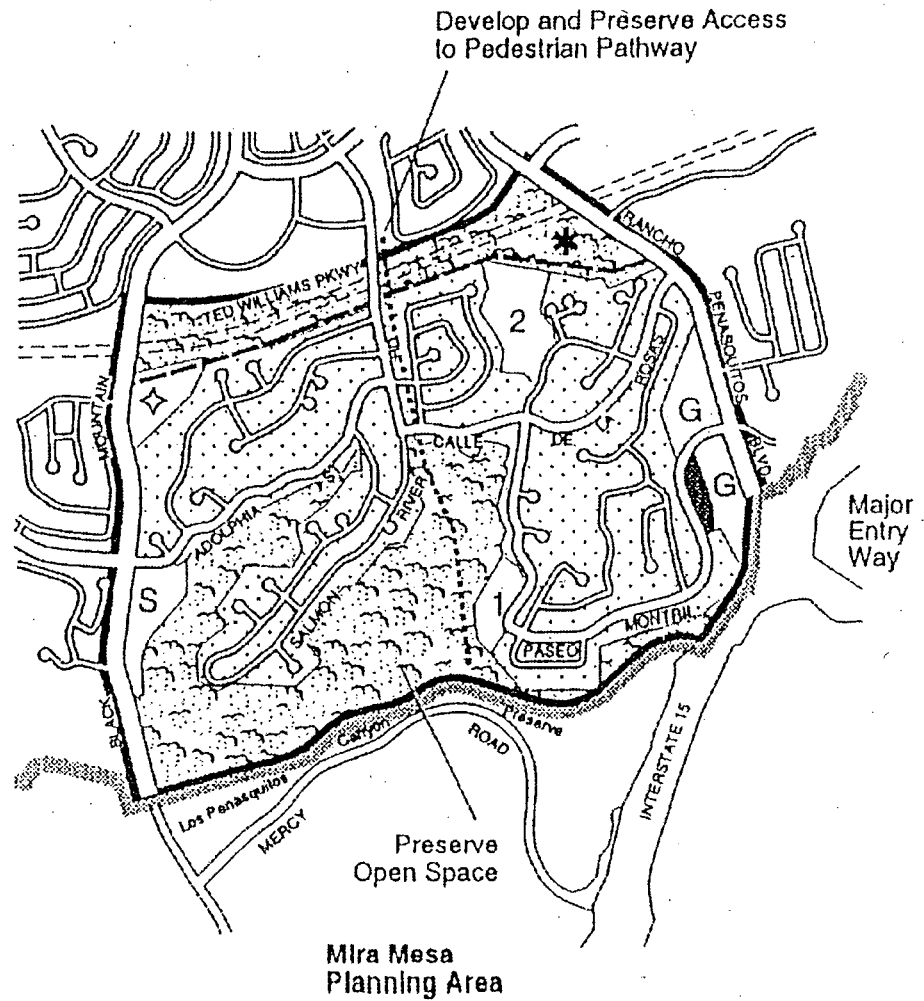 Develop and Preserve Access
to Pedestrian Pathway
TED WILLIAMS PKWY
RANCHO
PENASQUITOS
BLVD.
2
MOUNTAIN
DE
ROSAS
G
CALLE
DE
G
Major
Entry
Way
ADOLPHIA
ST
RIVER
SALMON
S
1
MONTRIL
PASEO
BLACK
Los Penasquitos
Canyon
Preserve
ROAD
MERCY
INTERSTATE 15
Preserve
Open Space
Mira Mesa
Planning Area